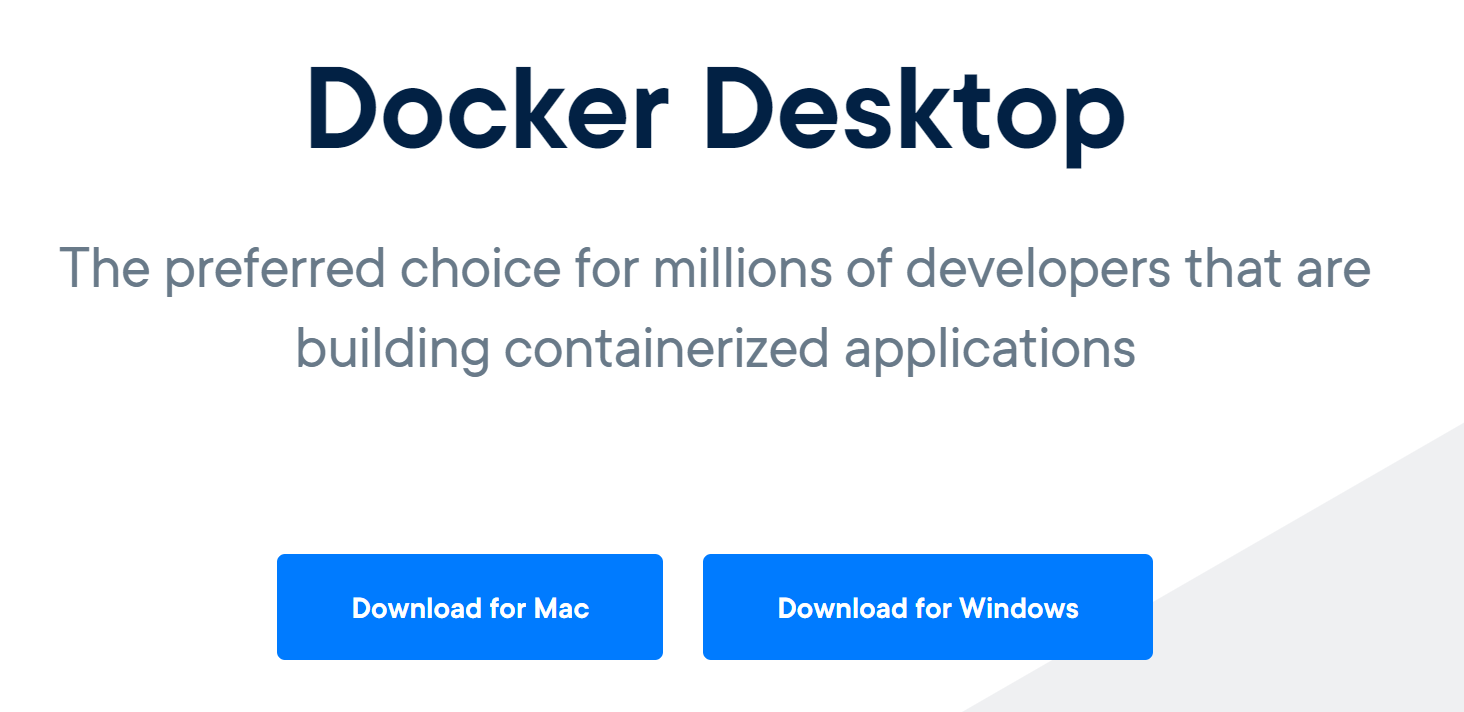 Docker Desktop
The preferred choice for millions of developers that are
building containerized applications
Download for Mac
Download for Windows